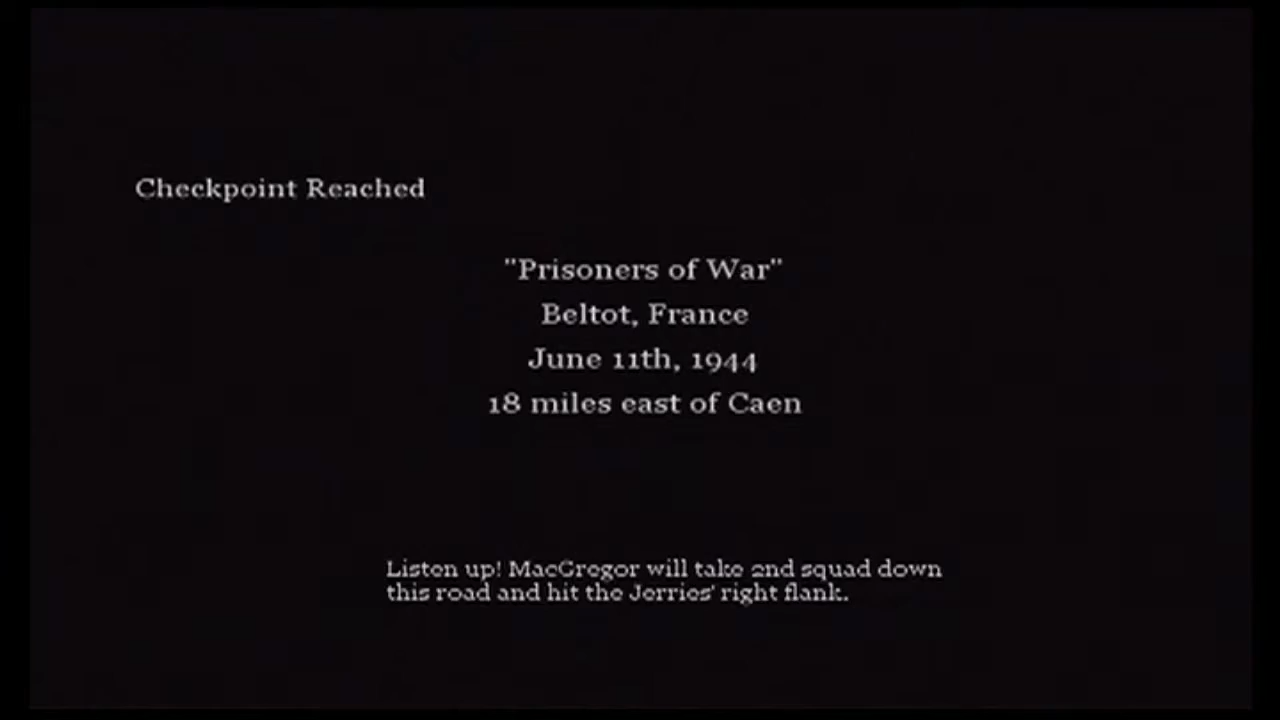 Checkpoint Reached
"Prisoners of War"
Beltot, France
June 11th, 1944
18 miles east of Caen
Listen up! MacGregor will take 2nd squad down
this road and hit the Jerries' right flank.